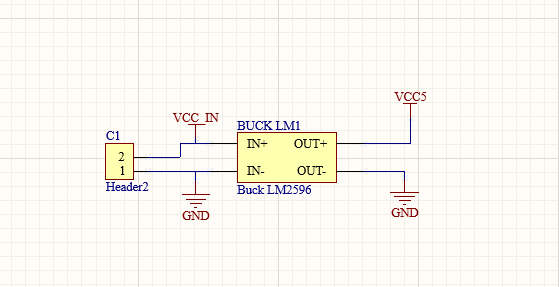 VCC5
VCC_IN
BUCK LM1
C1
IN+ OUT+
2
1
IN- OUT-
Header2
Buck LM2596
GND
GND